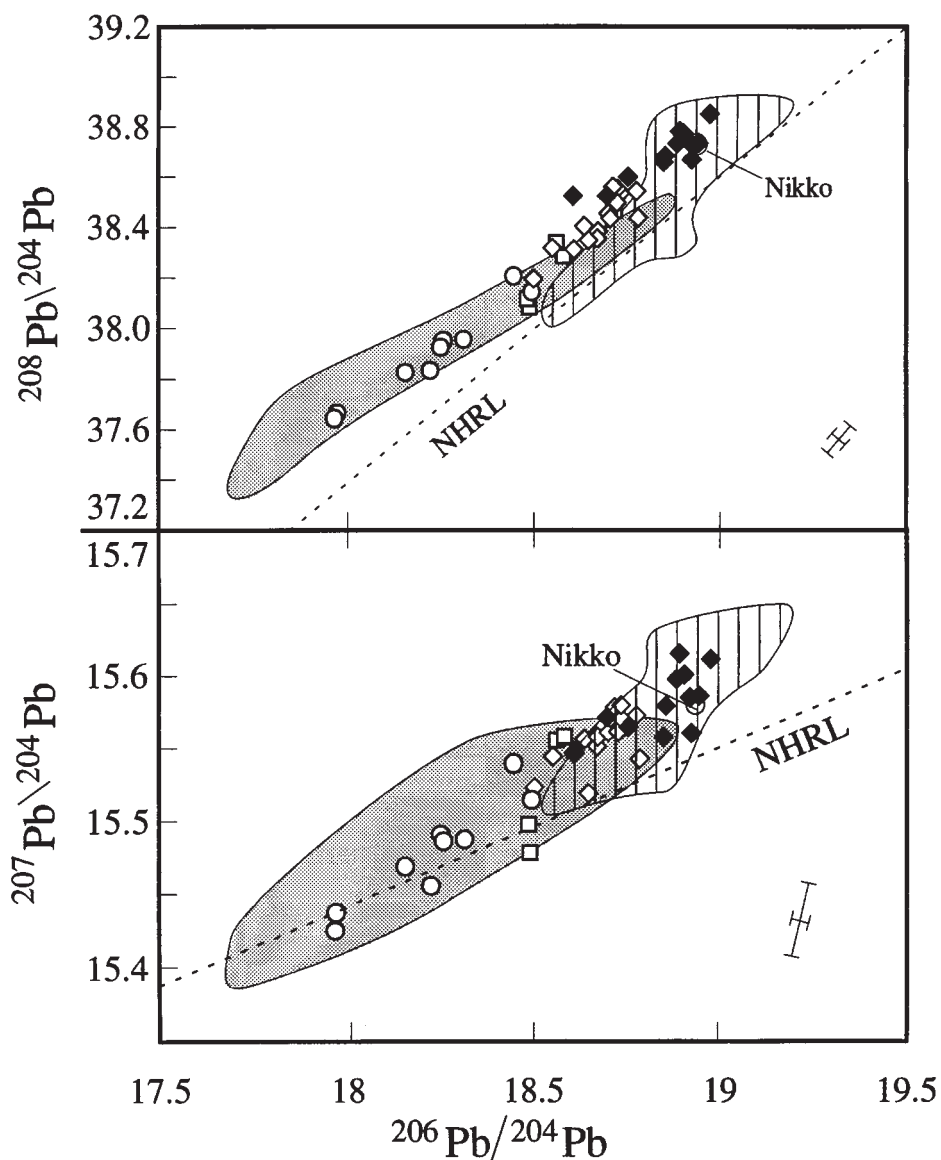 39.2
38.8
38.4
38.0
37.6
37.2
²⁰⁸Pb\²⁰⁴Pb
Nikko
NHRL
15.7
15.6
15.5
15.4
²⁰⁷Pb\²⁰⁴Pb
Nikko
NHRL
17.5 18 18.5 19 19.5
²⁰⁶Pb/²⁰⁴Pb